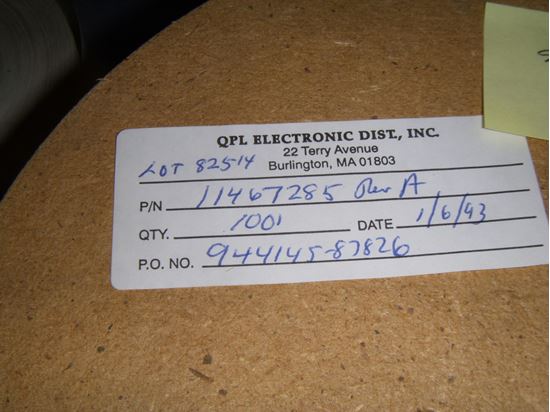 QPL ELECTRONIC DIST., INC.
22 Terry Avenue
Burlington, MA 01803
LOT 82514
P/N 11467285 Rev A
QTY. 1001 DATE 1/6/93
P.O. NO. 944145-87826